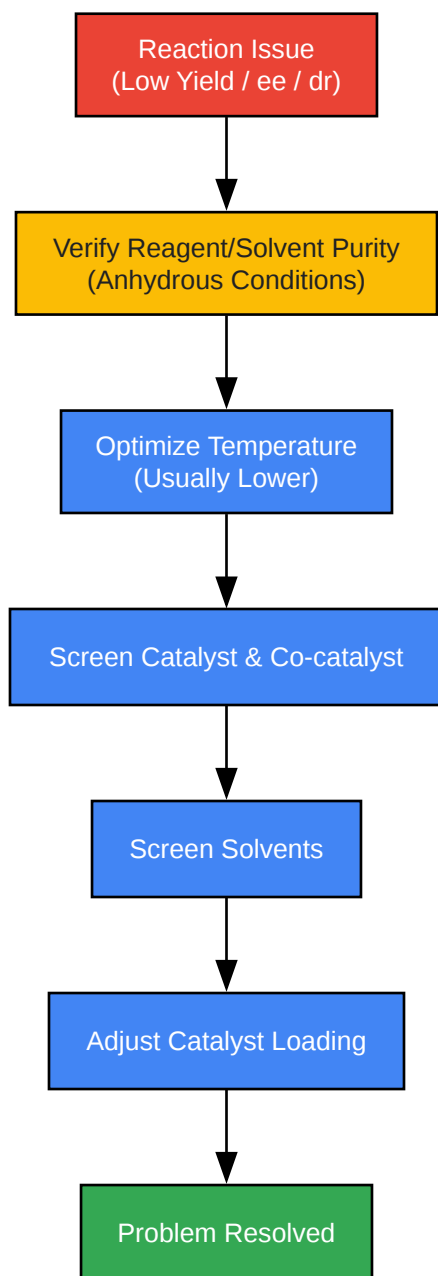 Reaction Issue
(Low Yield / ee / dr)
Verify Reagent/Solvent Purity
(Anhydrous Conditions)
Optimize Temperature
(Usually Lower)
Screen Catalyst & Co-catalyst
Screen Solvents
Adjust Catalyst Loading
Problem Resolved